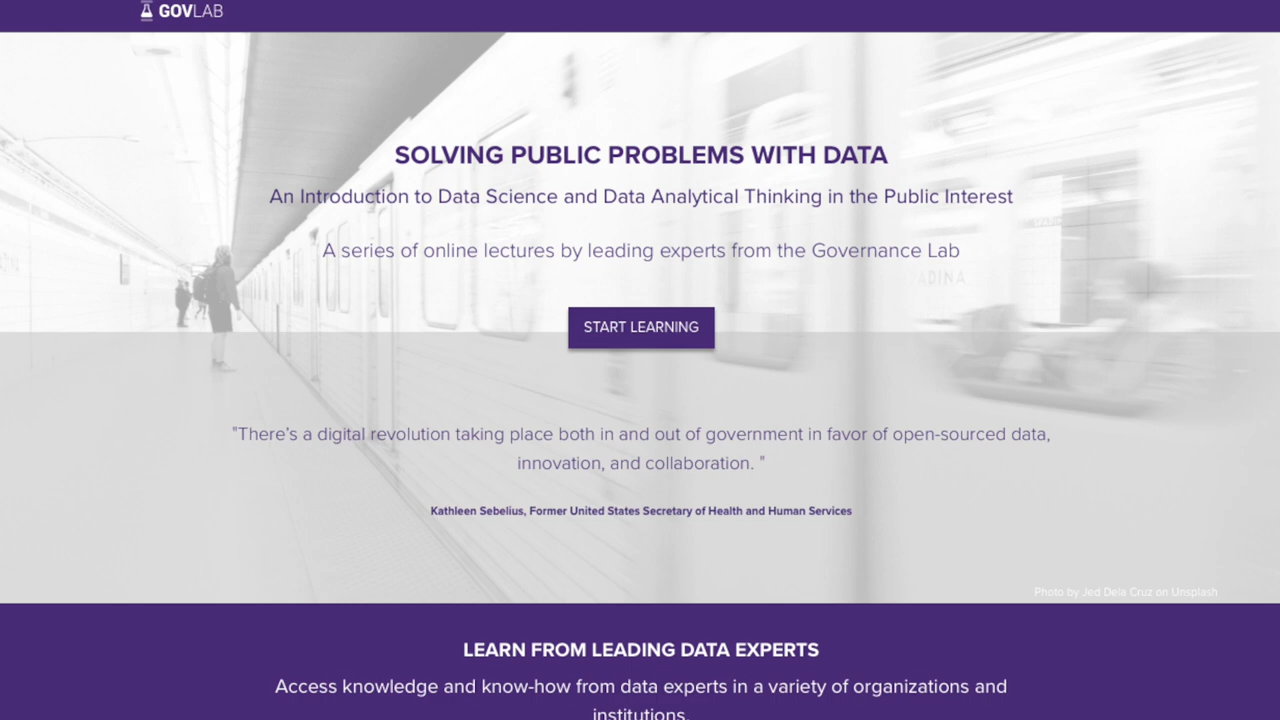 GOVLAB
SOLVING PUBLIC PROBLEMS WITH DATA
An Introduction to Data Science and Data Analytical Thinking in the Public Interest
A series of online lectures by leading experts from the Governance Lab
PADINA
START LEARNING
"There’s a digital revolution taking place both in and out of government in favor of open-sourced data,
innovation, and collaboration. "
Kathleen Sebelius, Former United States Secretary of Health and Human Services
Photo by Jed Dela Cruz on Unsplash
LEARN FROM LEADING DATA EXPERTS
Access knowledge and know-how from data experts in a variety of organizations and
institutions.